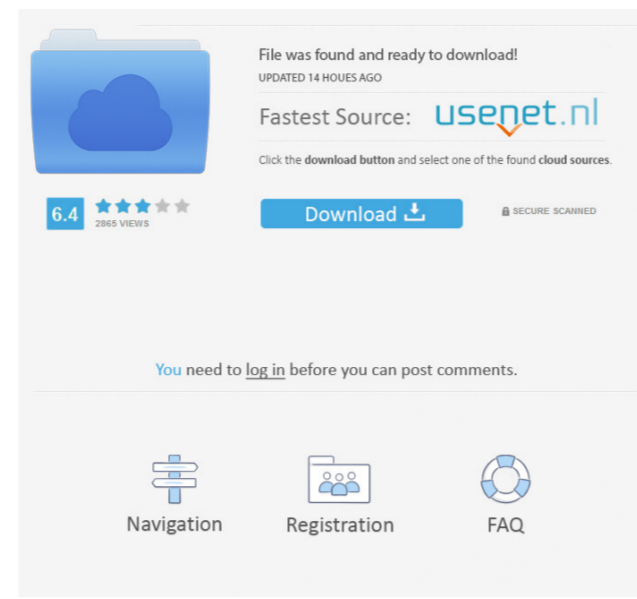 File was found and ready to download!
UPDATED 14 HOUES AGO
Fastest Source: usenet.nl
Click the download button and select one of the found cloud sources.
6.4
2865 VIEWS
Download
SECURE SCANNED
You need to log in before you can post comments.
Navigation
Registration
FAQ